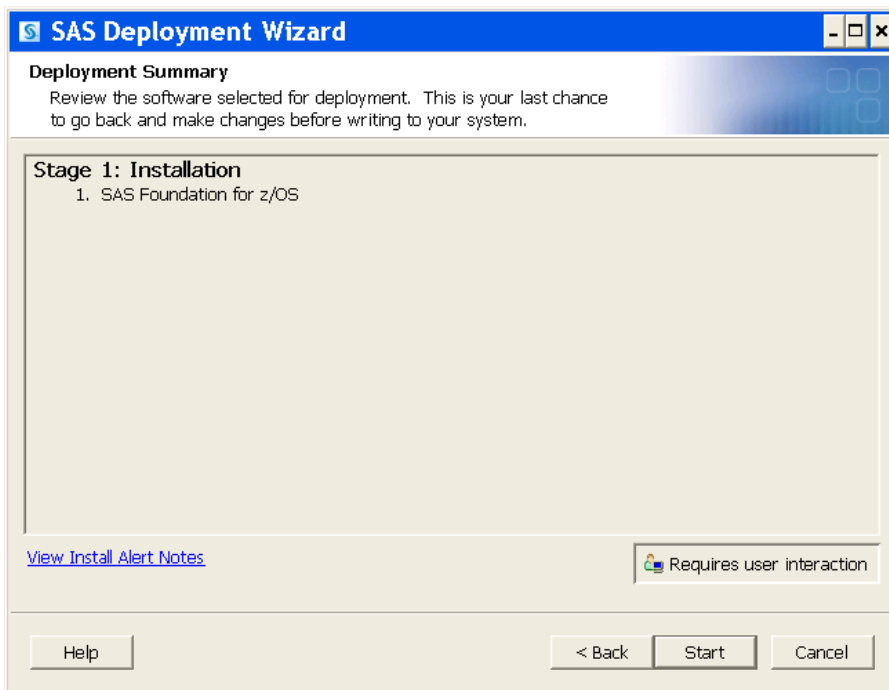 SAS Deployment Wizard
Deployment Summary
Review the software selected for deployment. This is your last chance
to go back and make changes before writing to your system.
Stage 1: Installation
1. SAS Foundation for z/OS
View Install Alert Notes
Requires user interaction
Help
< Back
Start
Cancel